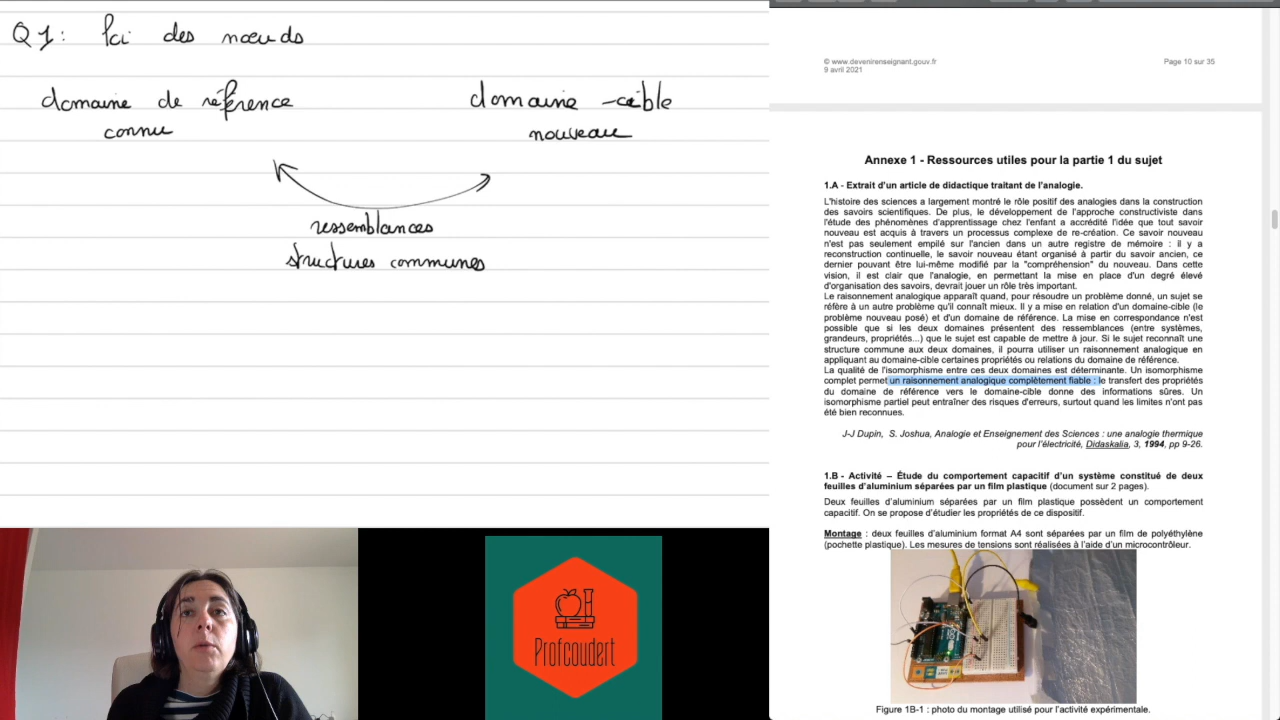 Q1: Loi des nœuds
domaine de référence
connu
domaine -cible
nouveau
ressemblances
structures communes
Profcoudert
© www.devenirenseignant.gouv.fr
9 avril 2021
Page 10 sur 35
Annexe 1 - Ressources utiles pour la partie 1 du sujet
1.A - Extrait d'un article de didactique traitant de l'analogie.
L'histoire des sciences a largement montré le rôle positif des analogies dans la construction
des savoirs scientifiques. De plus, le développement de l'approche constructiviste dans
l'étude des phénomènes d'apprentissage chez l'enfant a accrédité l'idée que tout savoir
nouveau est acquis à travers un processus complexe de re-création. Ce savoir nouveau
n'est pas seulement empilé sur l'ancien dans un autre registre de mémoire : il y a
reconstruction continuelle, le savoir nouveau étant organisé à partir du savoir ancien, ce
dernier pouvant être lui-même modifié par la "compréhension" du nouveau. Dans cette
vision, il est clair que l'analogie, en permettant la mise en place d'un degré élevé
d'organisation des savoirs, devrait jouer un rôle très important.
Le raisonnement analogique apparaît quand, pour résoudre un problème donné, un sujet se
réfère à un autre problème qu'il connaît mieux. Il y a mise en relation d'un domaine-cible (le
problème nouveau posé) et d'un domaine de référence. La mise en correspondance n'est
possible que si les deux domaines présentent des ressemblances (entre systèmes,
grandeurs, propriétés...) que le sujet est capable de mettre à jour. Si le sujet reconnaît une
structure commune aux deux domaines, il pourra utiliser un raisonnement analogique en
appliquant au domaine-cible certaines propriétés ou relations du domaine de référence.
La qualité de l'isomorphisme entre ces deux domaines est déterminante. Un isomorphisme
complet permet un raisonnement analogique complètement fiable : le transfert des propriétés
du domaine de référence vers le domaine-cible donne des informations sûres. Un
isomorphisme partiel peut entraîner des risques d'erreurs, surtout quand les limites n'ont pas
été bien reconnues.
J-J Dupin, S. Joshua, Analogie et Enseignement des Sciences : une analogie thermique
pour l'électricité, Didaskalia, 3, 1994, pp 9-26.
1.B - Activité – Étude du comportement capacitif d'un système constitué de deux
feuilles d'aluminium séparées par un film plastique (document sur 2 pages).
Deux feuilles d'aluminium séparées par un film plastique possèdent un comportement
capacitif. On se propose d'étudier les propriétés de ce dispositif.
Montage : deux feuilles d'aluminium format A4 sont séparées par un film de polyéthylène
(pochette plastique). Les mesures de tensions sont réalisées à l'aide d'un microcontrôleur.
Figure 1B-1 : photo du montage utilisé pour l'activité expérimentale.